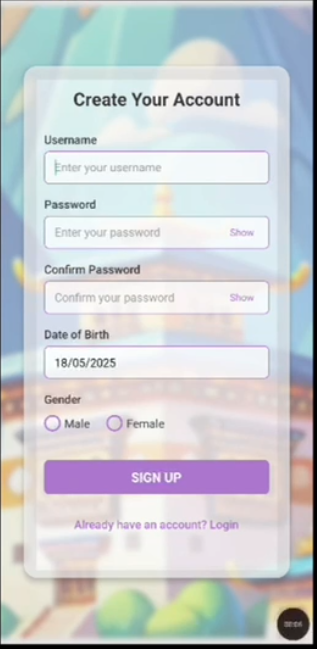 Create Your Account
Username
Enter your username
Password
Enter your password Show
Confirm Password
Confirm your password Show
Date of Birth
18/05/2025
Gender
Male Female
SIGN UP
Already have an account? Login